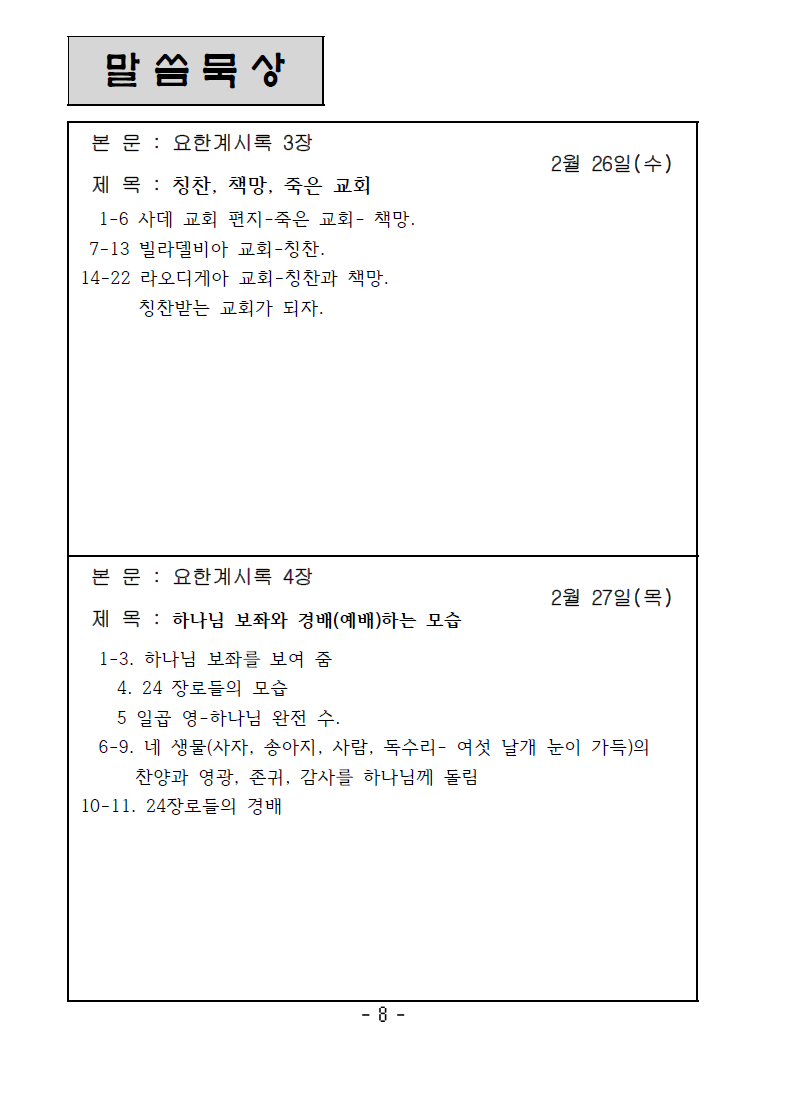 말씀묵상
본 문 : 요한계시록 3장
2월 26일(수)
제 목 : 칭찬, 책망, 죽은 교회
1-6 사데 교회 편지-죽은 교회- 책망.
7-13 빌라델비아 교회-칭찬.
14-22 라오디게아 교회-칭찬과 책망.
칭찬받는 교회가 되자.
본 문 : 요한계시록 4장
2월 27일(목)
제 목 : 하나님 보좌와 경배(예배)하는 모습
1-3. 하나님 보좌를 보여 줌
4. 24 장로들의 모습
5 일곱 영-하나님 완전 수.
6-9. 네 생물(사자, 송아지, 사람, 독수리- 여섯 날개 눈이 가득)의
찬양과 영광, 존귀, 감사를 하나님께 돌림
10-11. 24장로들의 경배
- 8 -